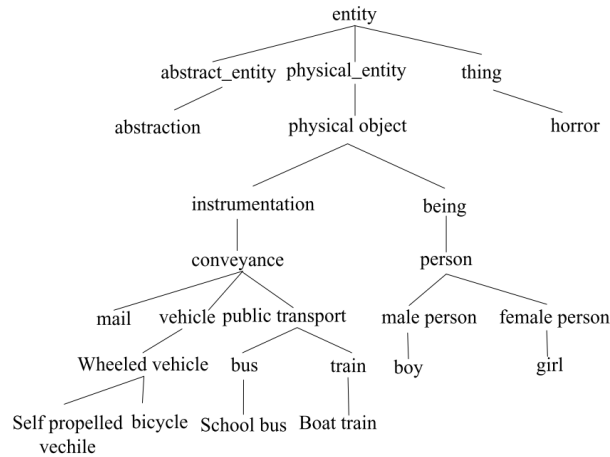 entity
abstract_entity physical_entity thing
abstraction physical object horror
instrumentation being
conveyance person
mail vehicle public transport male person female person
Wheeled vehicle bus train boy girl
Self propelled bicycle School bus Boat train
vechile